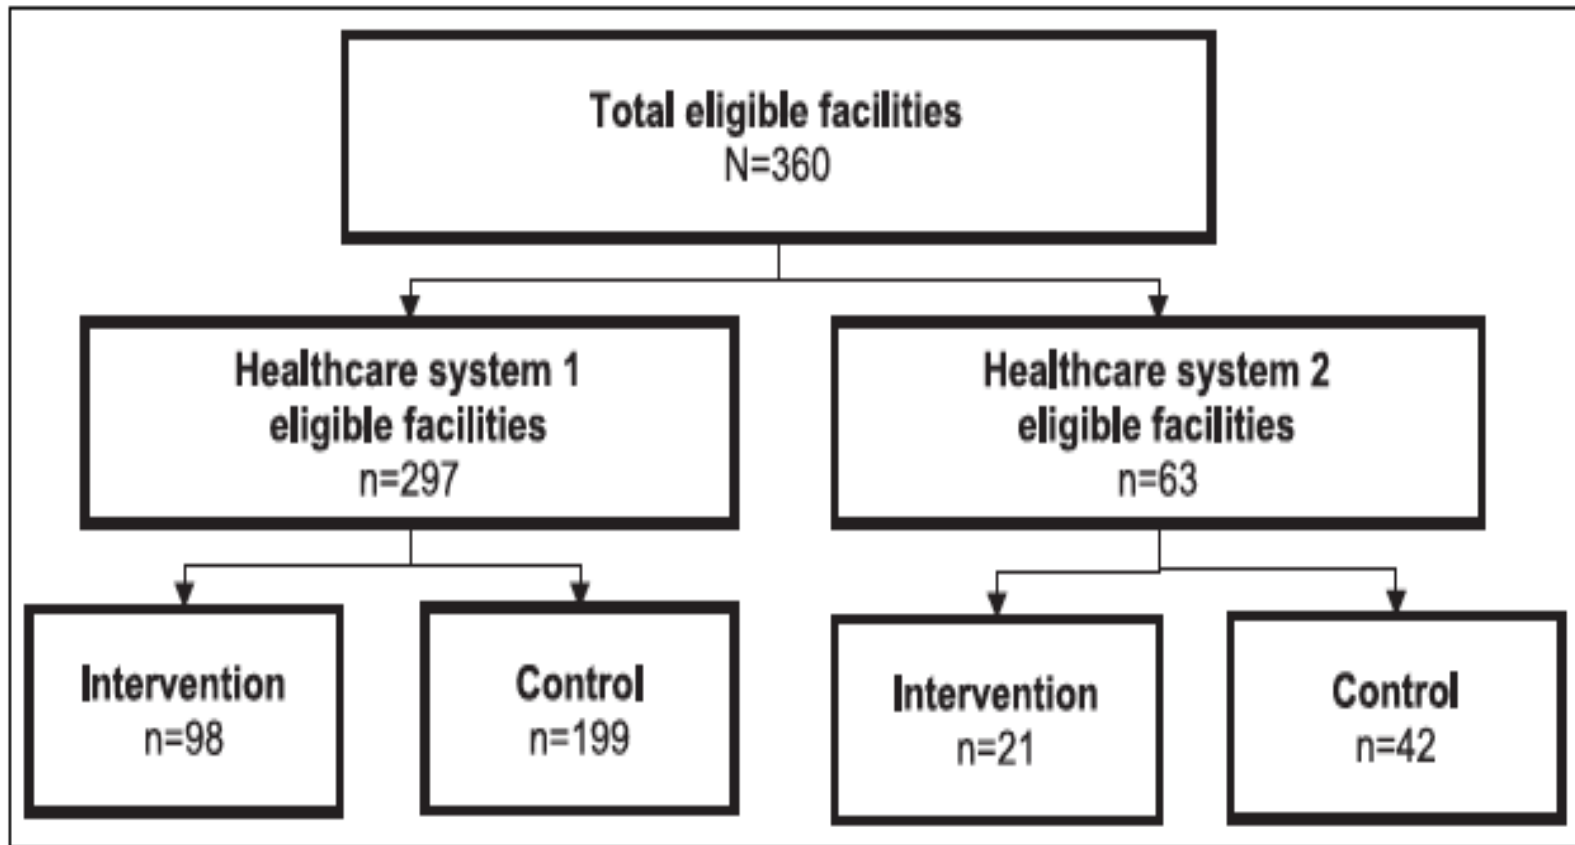 Total eligible facilities
N=360
Healthcare system 1
eligible facilities
n=297
Healthcare system 2
eligible facilities
n=63
Intervention
n=98
Control
n=199
Intervention
n=21
Control
n=42